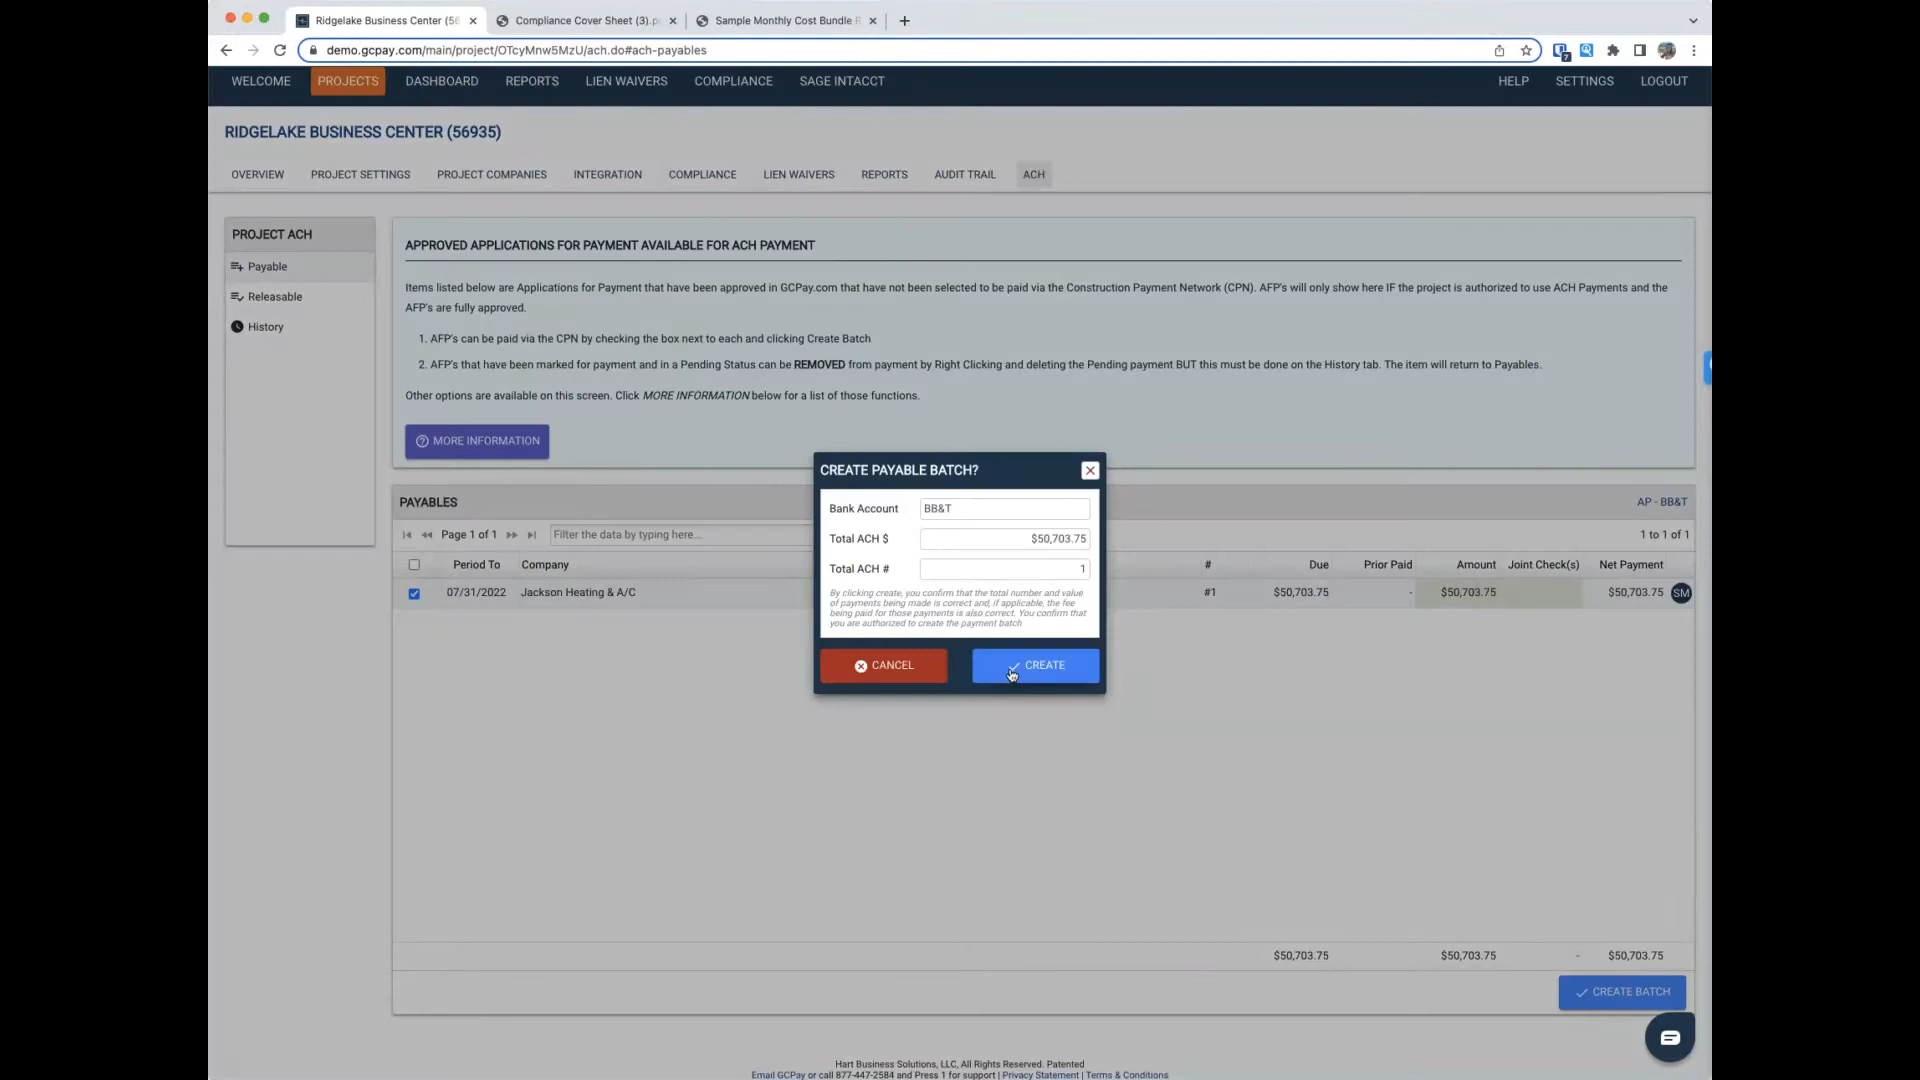 Ridgelake Business Center (56
Compliance Cover Sheet (3).p
Sample Monthly Cost Bundle R
demo.gcpay.com/main/project/OTcyMnw5MzU/ach.do#ach-payables
7
WELCOME PROJECTS DASHBOARD REPORTS LIEN WAIVERS COMPLIANCE SAGE INTACCT HELP SETTINGS LOGOUT
RIDGELAKE BUSINESS CENTER (56935)
OVERVIEW PROJECT SETTINGS PROJECT COMPANIES INTEGRATION COMPLIANCE LIEN WAIVERS REPORTS AUDIT TRAIL ACH
PROJECT ACH
Payable
Releasable
History
APPROVED APPLICATIONS FOR PAYMENT AVAILABLE FOR ACH PAYMENT
Items listed below are Applications for Payment that have been approved in GCPay.com that have not been selected to be paid via the Construction Payment Network (CPN). AFP's will only show here IF the project is authorized to use ACH Payments and the
AFP's are fully approved.
1. AFP's can be paid via the CPN by checking the box next to each and clicking Create Batch
2. AFP's that have been marked for payment and in a Pending Status can be REMOVED from payment by Right Clicking and deleting the Pending payment BUT this must be done on the History tab. The item will return to Payables.
Other options are available on this screen. Click MORE INFORMATION below for a list of those functions.
MORE INFORMATION
PAYABLES AP - BB&T
Page 1 of 1 Filter the data by typing here... 1 to 1 of 1
Period To Company # Due Prior Paid Amount Joint Check(s) Net Payment
07/31/2022 Jackson Heating & A/C #1 $50,703.75 - $50,703.75 $50,703.75 SM
CREATE PAYABLE BATCH?
Bank Account BB&T
Total ACH $ $50,703.75
Total ACH # 1
By clicking create, you confirm that the total number and value
of payments being made is correct and, if applicable, the fee
being paid for those payments is also correct. You confirm that
you are authorized to create the payment batch
CANCEL CREATE
$50,703.75 $50,703.75 - $50,703.75
CREATE BATCH
Hart Business Solutions, LLC, All Rights Reserved. Patented
Email GCPay or call 877-447-2584 and Press 1 for support | Privacy Statement | Terms & Conditions